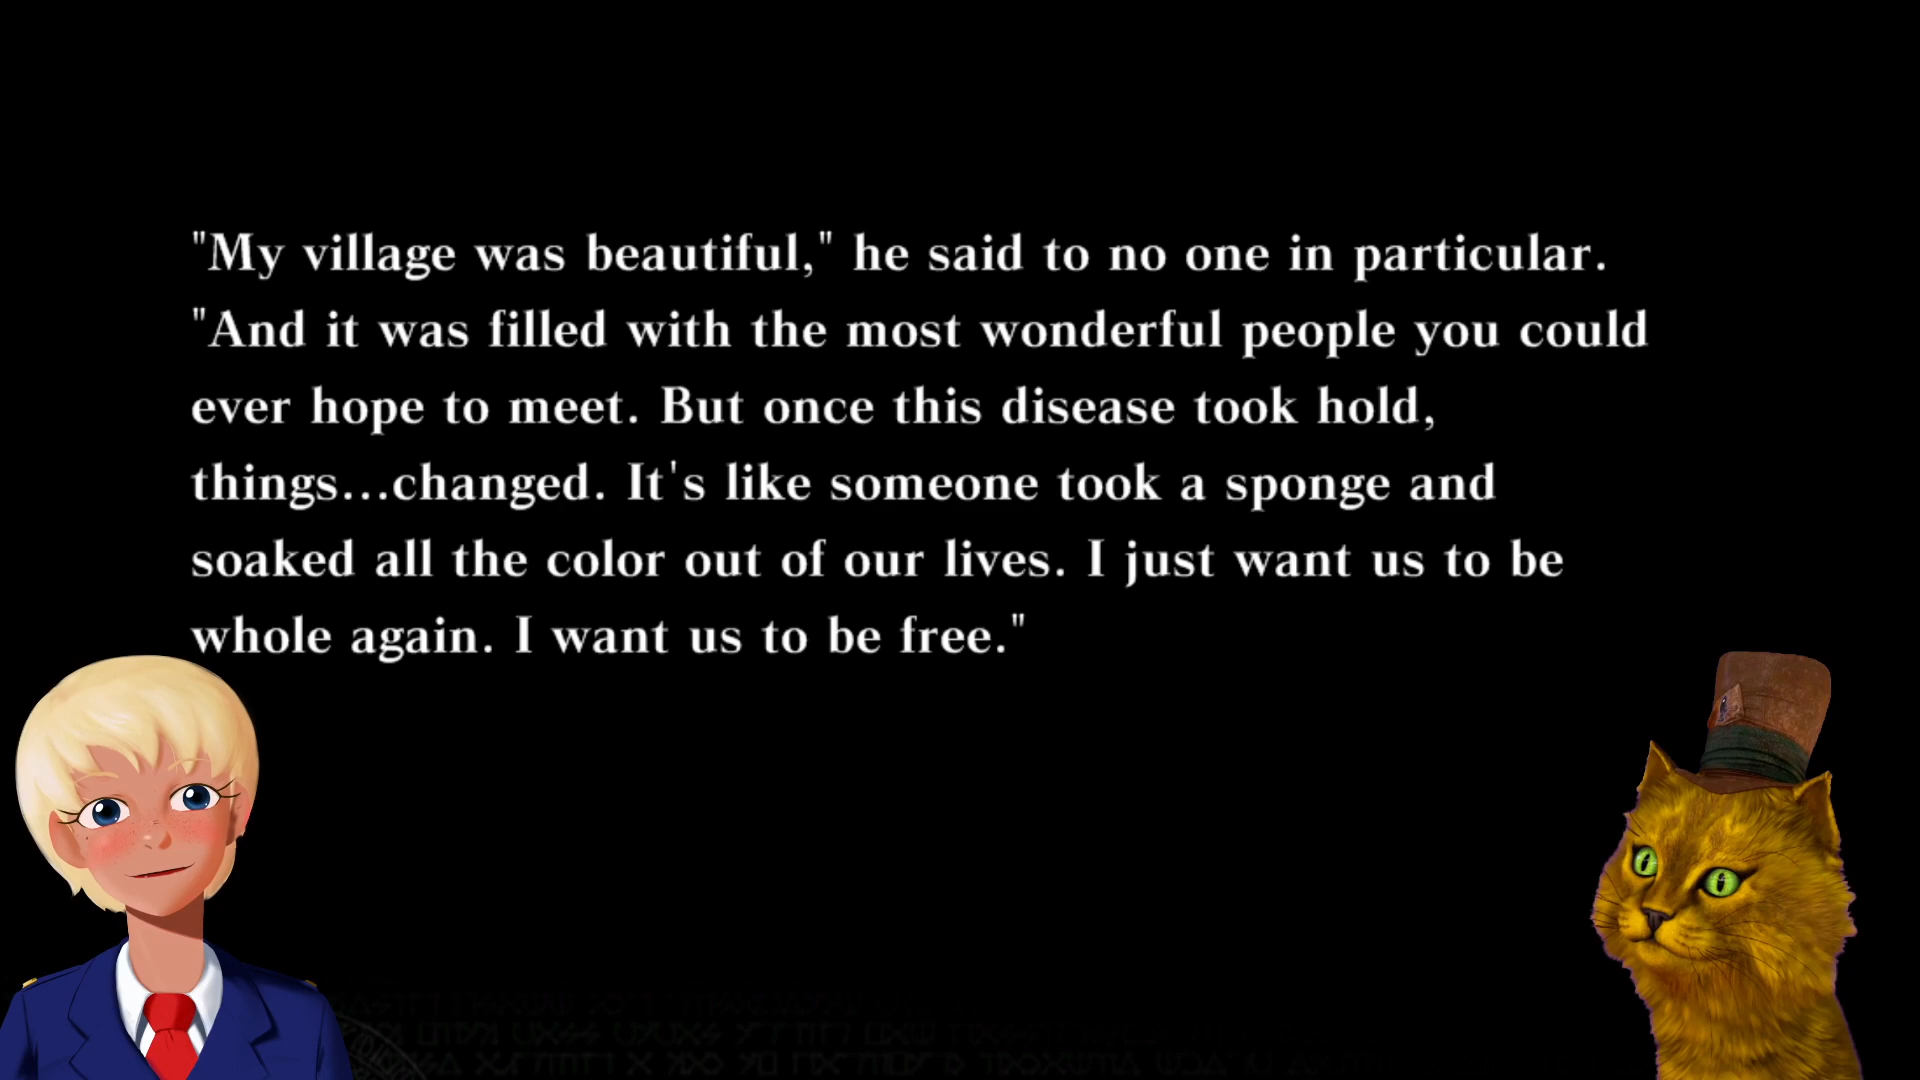 "My village was beautiful," he said to no one in particular.
"And it was filled with the most wonderful people you could
ever hope to meet. But once this disease took hold,
things...changed. It's like someone took a sponge and
soaked all the color out of our lives. I just want us to be
whole again. I want us to be free."